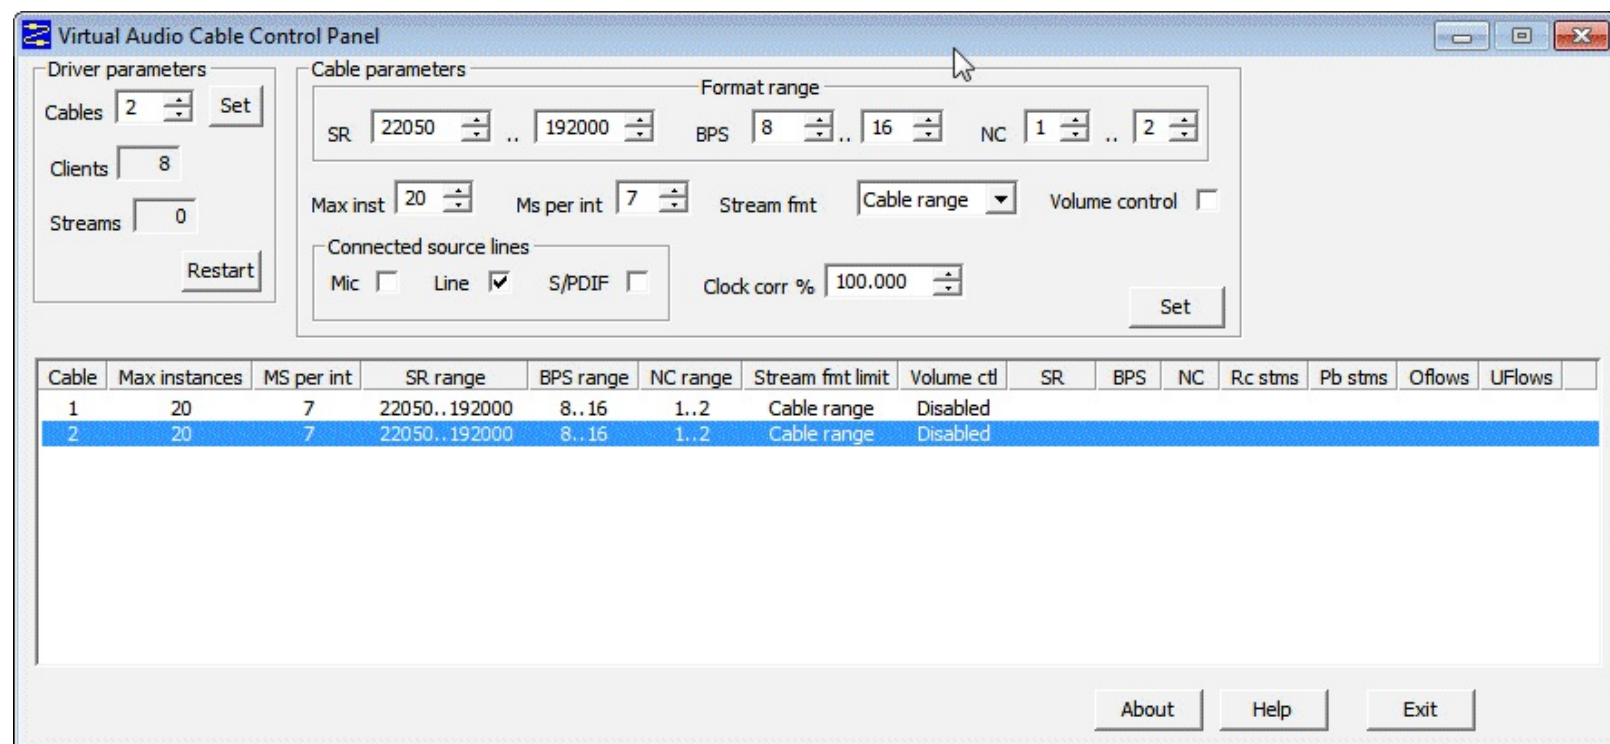 Virtual Audio Cable Control Panel
Driver parameters
Cables 2 Set
Clients 8
Streams 0
Restart
Cable parameters
Format range
SR 22050 .. 192000 BPS 8 .. 16 NC 1 .. 2
Max inst 20 Ms per int 7 Stream fmt Cable range Volume control
Connected source lines
Mic Line S/PDIF Clock corr % 100.000
Set
Cable Max instances MS per int SR range BPS range NC range Stream fmt limit Volume ctl SR BPS NC Rc stms Pb stms Oflows UFlows
1 20 7 22050..192000 8..16 1..2 Cable range Disabled
2 20 7 22050..192000 8..16 1..2 Cable range Disabled
About Help Exit